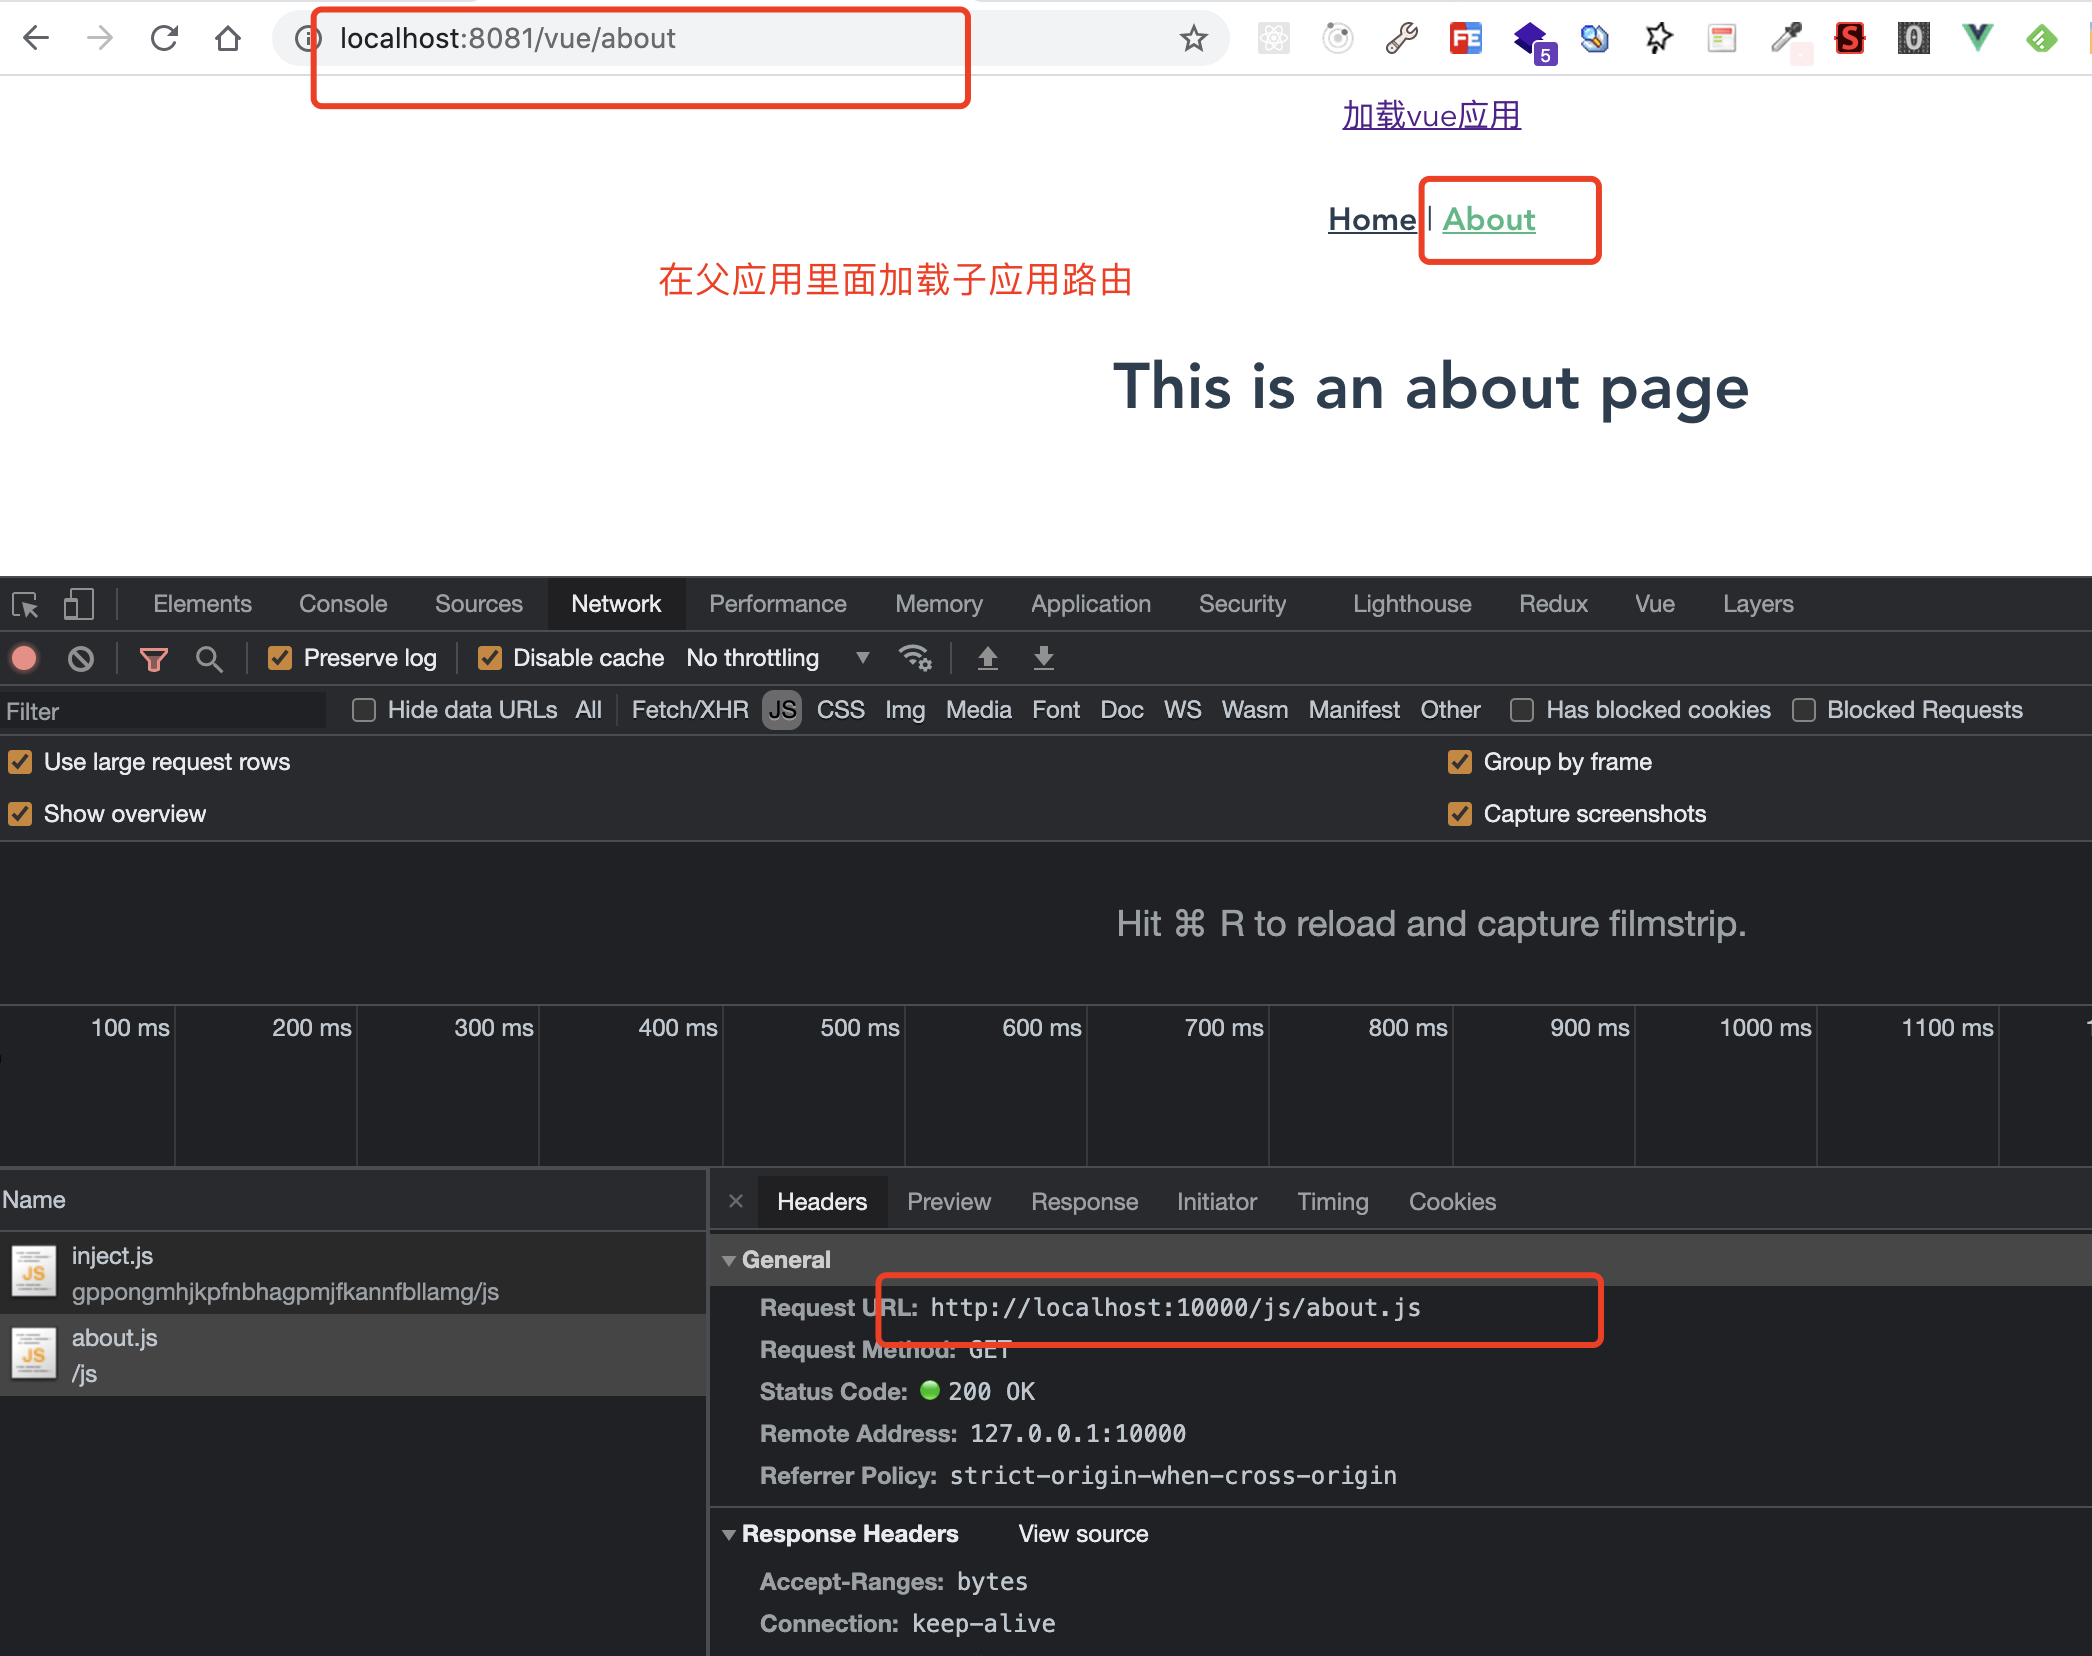 localhost:8081/vue/about
5
加载vue应用
Home | About
在父应用里面加载子应用路由
This is an about page
Elements Console Sources Network Performance Memory Application Security Lighthouse Redux Vue Layers
Preserve log Disable cache No throttling
Filter Hide data URLs All Fetch/XHR JS CSS Img Media Font Doc WS Wasm Manifest Other Has blocked cookies Blocked Requests
Use large request rows Group by frame
Show overview Capture screenshots
Hit ⌘ R to reload and capture filmstrip.
100 ms 200 ms 300 ms 400 ms 500 ms 600 ms 700 ms 800 ms 900 ms 1000 ms 1100 ms
Name
inject.js
gppongmhjkpfnbhagpmjfkannfbllamg/js
about.js
/js
Headers Preview Response Initiator Timing Cookies
General
Request URL: http://localhost:10000/js/about.js
Request Method: GET
Status Code: 200 OK
Remote Address: 127.0.0.1:10000
Referrer Policy: strict-origin-when-cross-origin
Response Headers View source
Accept-Ranges: bytes
Connection: keep-alive